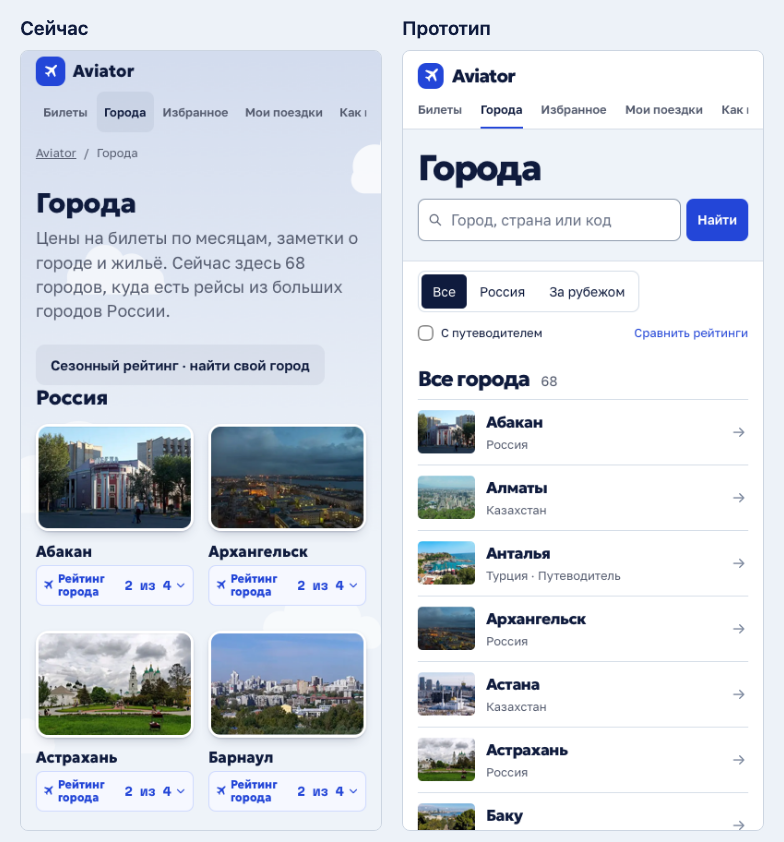 Сейчас
Aviator
Билеты Города Избранное Мои поездки Как
Aviator / Города
Города
Цены на билеты по месяцам, заметки о
городе и жильё. Сейчас здесь 68
городов, куда есть рейсы из больших
городов России.
Сезонный рейтинг · найти свой город
Россия
Абакан
Рейтинг
города
2 из 4
Архангельск
Рейтинг
города
2 из 4
Астрахань
Рейтинг
города
2 из 4
Барнаул
Рейтинг
города
2 из 4
Прототип
Aviator
Билеты Города Избранное Мои поездки Как
Города
Город, страна или код
Найти
Все Россия За рубежом
С путеводителем
Сравнить рейтинги
Все города 68
Абакан
Россия
Алматы
Казахстан
Анталья
Турция · Путеводитель
Архангельск
Россия
Астана
Казахстан
Астрахань
Россия
Баку